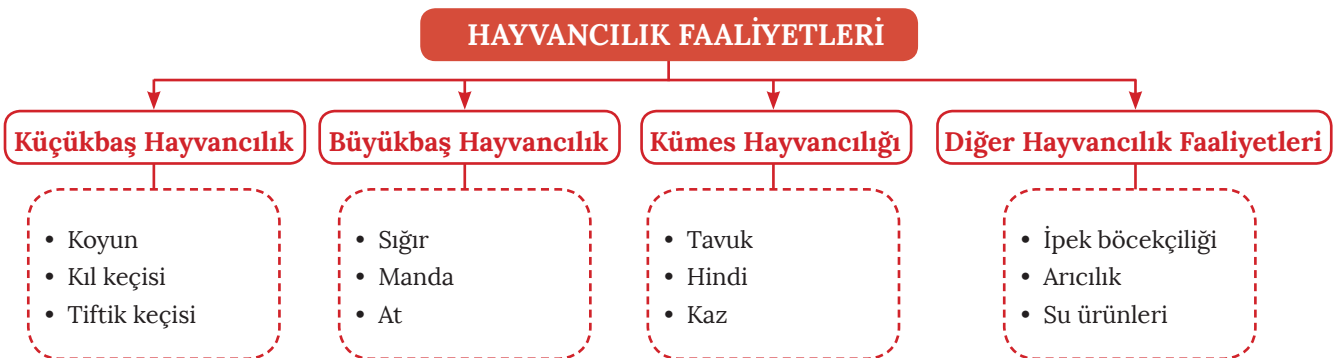 HAYVANCILIK FAALİYETLERİ
Küçükbaş Hayvancılık
• Koyun
• Kıl keçisi
• Tiftik keçisi
Büyükbaş Hayvancılık
• Sığır
• Manda
• At
Kümes Hayvancılığı
• Tavuk
• Hindi
• Kaz
Diğer Hayvancılık Faaliyetleri
• İpek böcekçiliği
• Arıcılık
• Su ürünleri